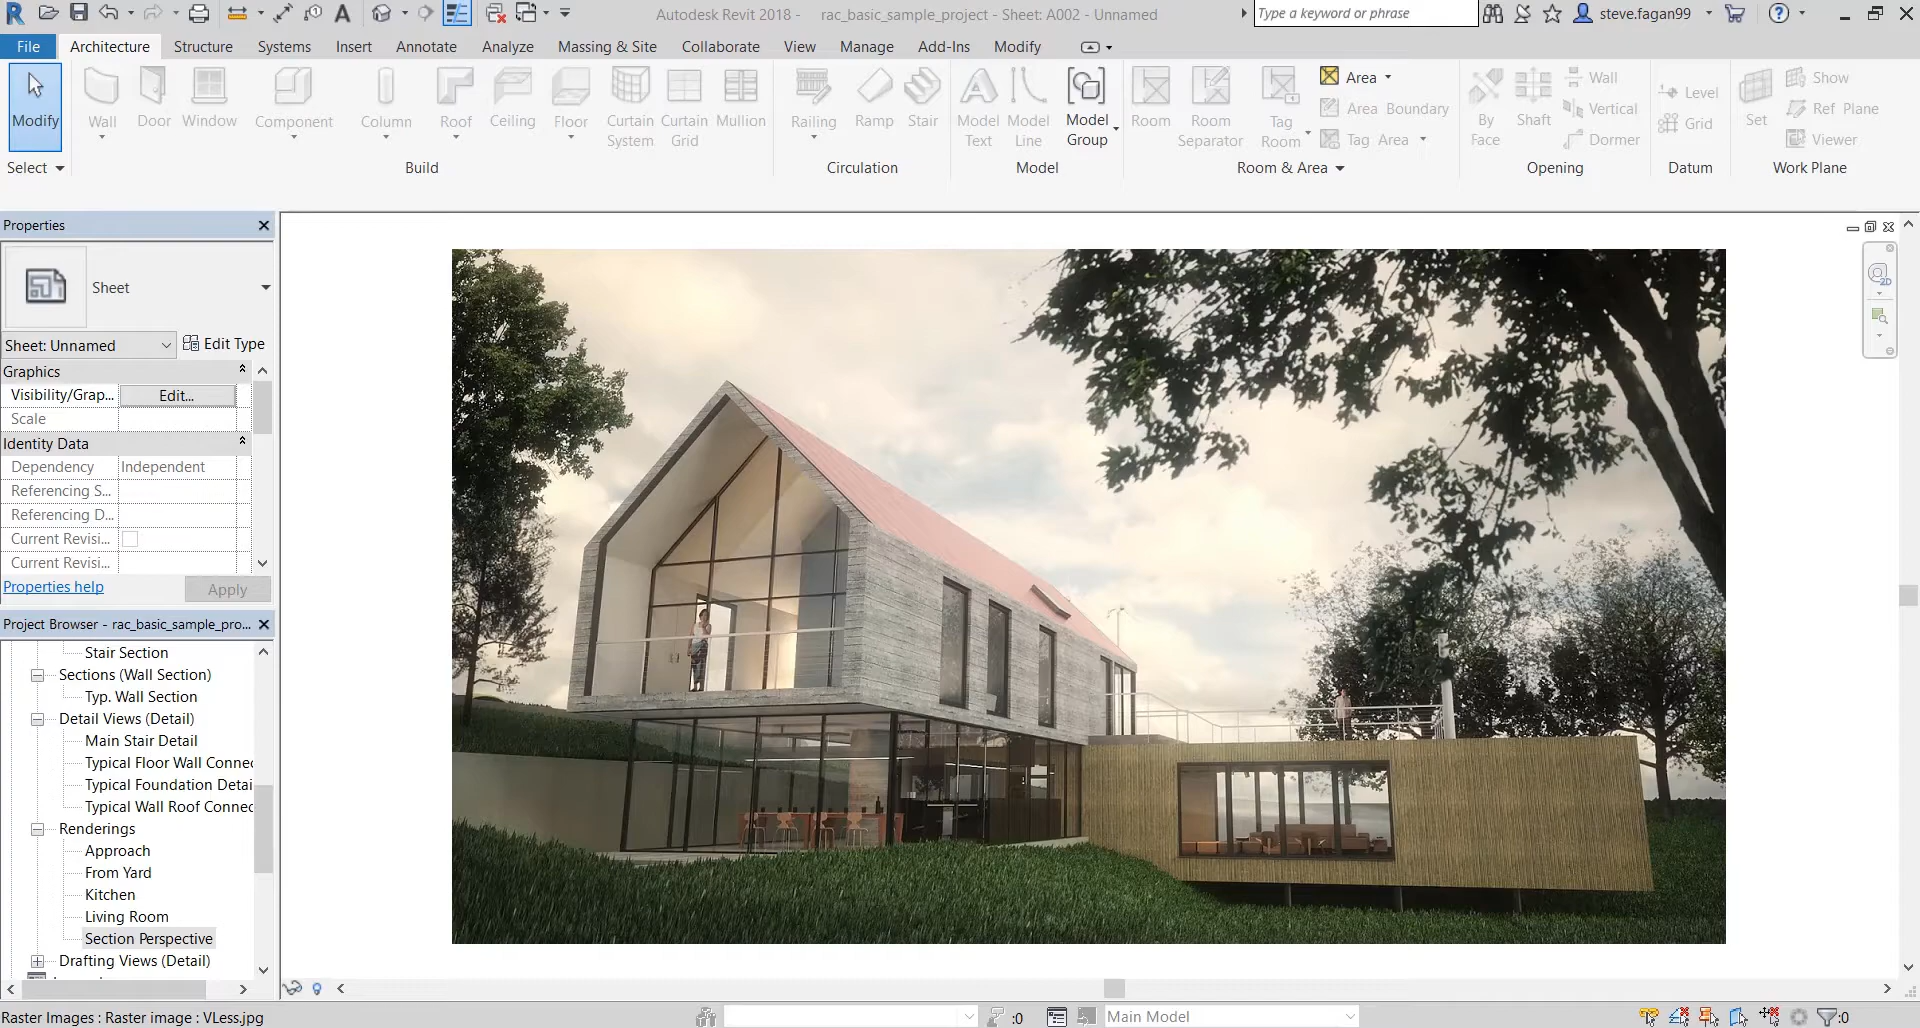 Autodesk Revit 2018 - rac_basic_sample_project - Sheet: A002 - Unnamed
Type a keyword or phrase
steve.fagan99
File Architecture Structure Systems Insert Annotate Analyze Massing & Site Collaborate View Manage Add-Ins Modify
Modify Wall Door Window Component Column Roof Ceiling Floor Curtain System Curtain Grid Mullion Railing Ramp Stair Model Text Model Line Model Group Room Room Separator Tag Room Area Area Boundary Tag Area By Face Shaft Wall Vertical Dormer Level Grid Set Show Ref Plane Viewer
Select Build Circulation Model Room & Area Opening Datum Work Plane
Properties
Sheet
Sheet: Unnamed Edit Type
Graphics
Visibility/Grap... Edit...
Scale
Identity Data
Dependency Independent
Referencing S...
Referencing D...
Current Revisi...
Current Revisi...
Properties help Apply
Project Browser - rac_basic_sample_pro...
Stair Section
Sections (Wall Section)
Typ. Wall Section
Detail Views (Detail)
Main Stair Detail
Typical Floor Wall Connec
Typical Foundation Detai
Typical Wall Roof Connec
Renderings
Approach
From Yard
Kitchen
Living Room
Section Perspective
Drafting Views (Detail)
2D
Raster Images : Raster image : VLess.jpg
:0
Main Model
:0